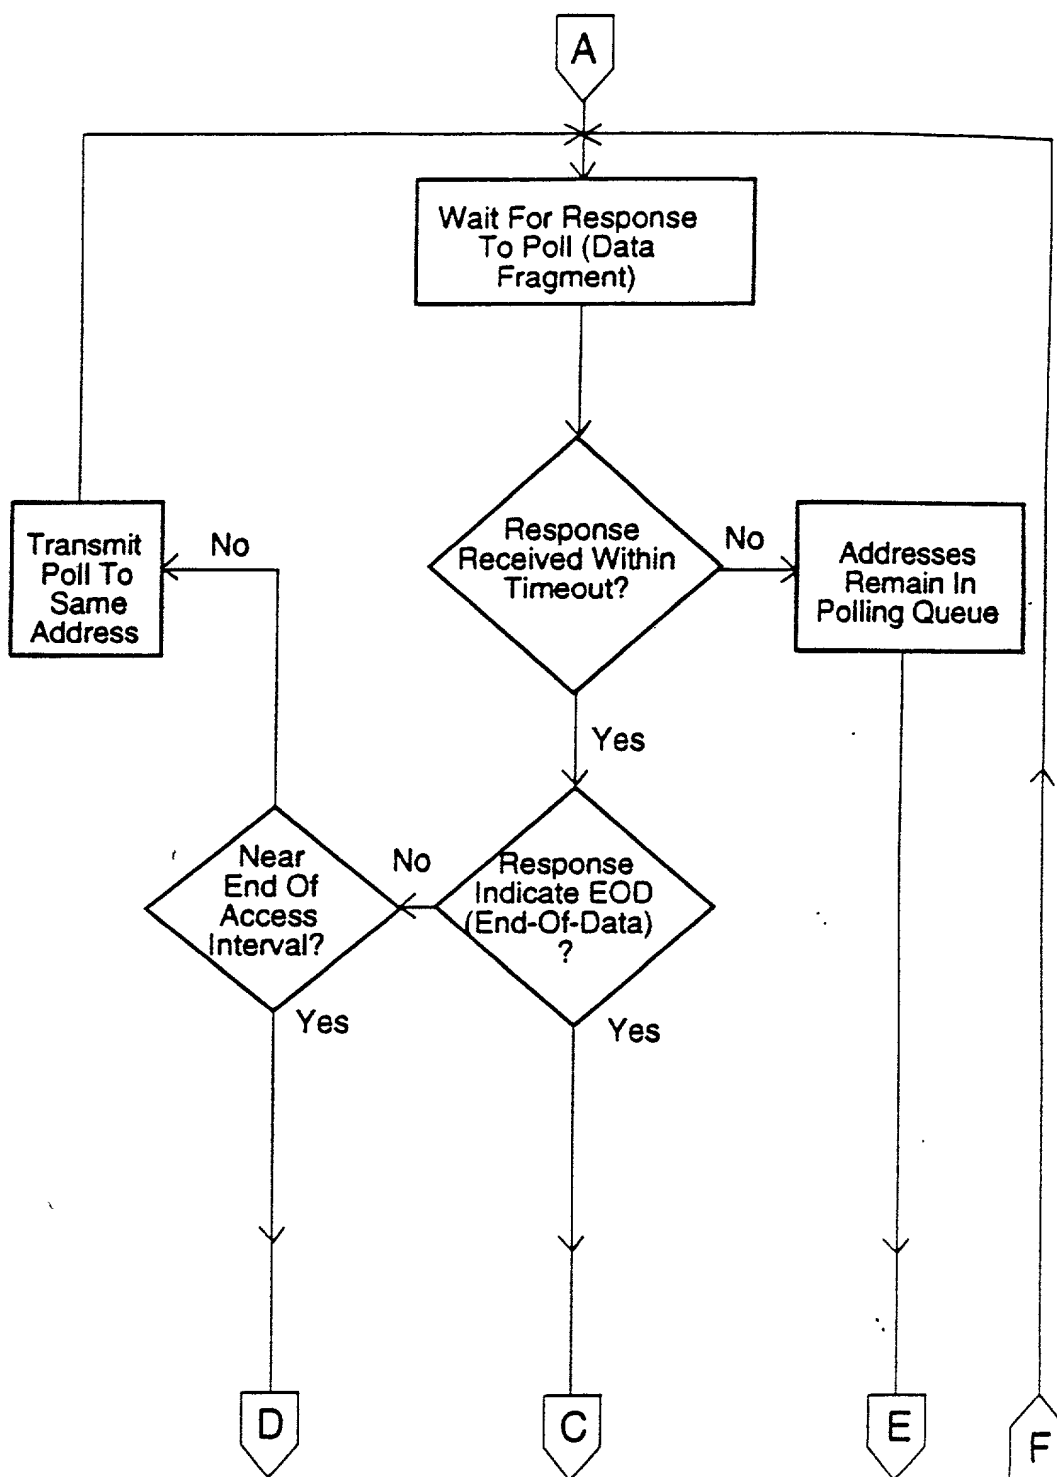 A
Wait For Response
To Poll (Data
Fragment)
Response
Received Within
Timeout?
No
Addresses
Remain In
Polling Queue
Transmit
Poll To
Same
Address
No
Yes
Near
End Of
Access
Interval?
No
Response
Indicate EOD
(End-Of-Data)
?
Yes
Yes
D
C
E
F